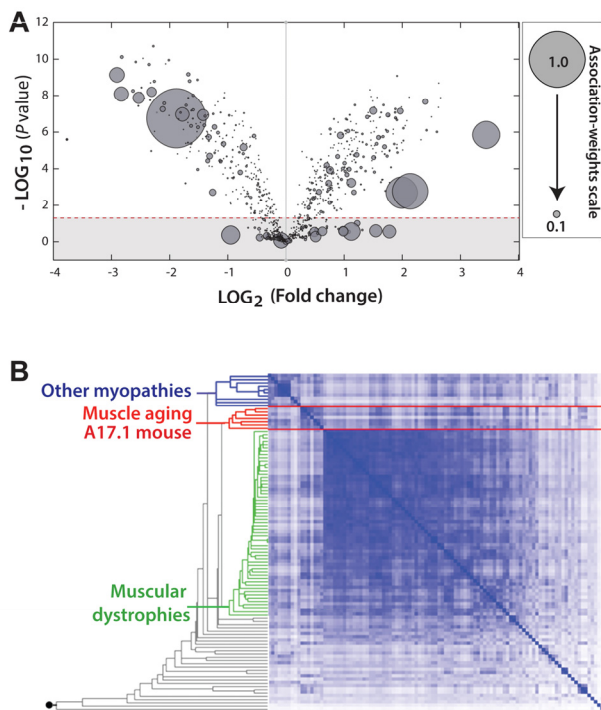 A
- LOG10 (P value)
12
10
8
6
4
2
0
-4
-3
-2
-1
0
1
2
3
4
LOG2 (Fold change)
1.0
0.1
Association-weights scale
B
Other myopathies
Muscle aging
A17.1 mouse
Muscular
dystrophies